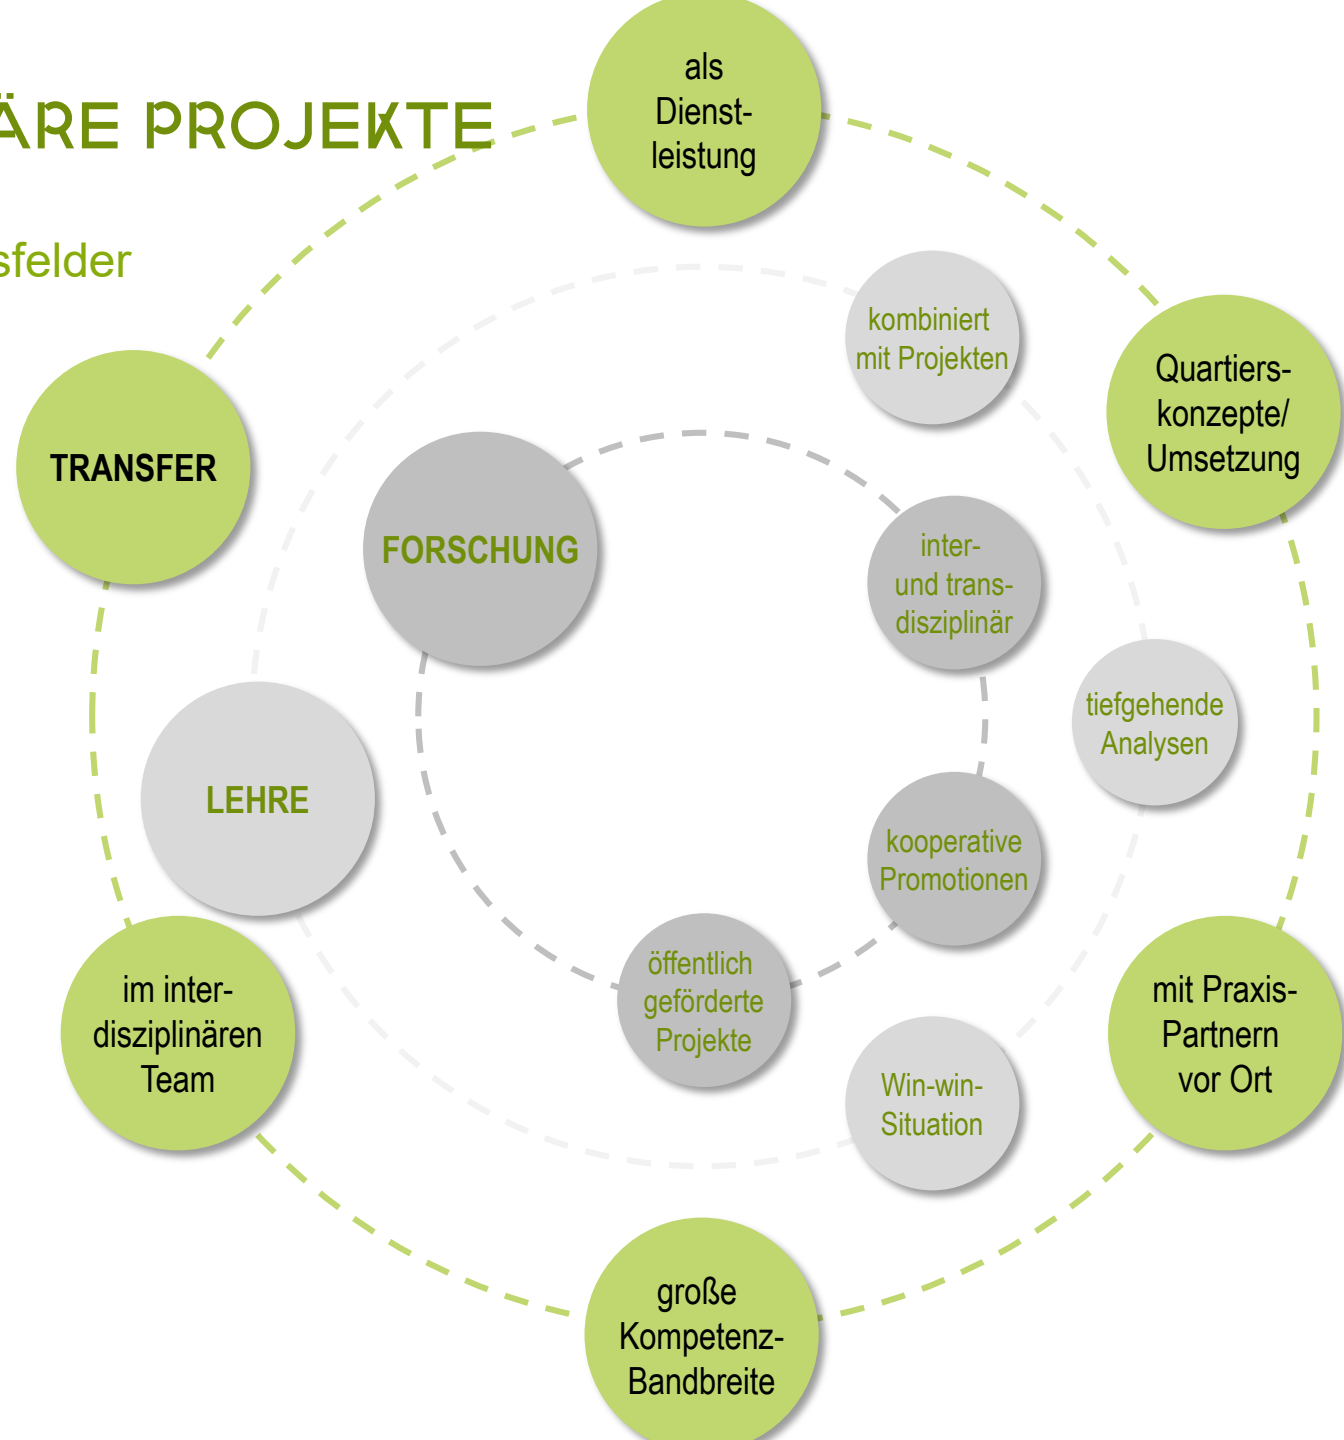 ÄRE PROJEKTE
sfelder
als
Dienst-
leistung
kombiniert
mit Projekten
Quartiers-
konzepte/
Umsetzung
TRANSFER
FORSCHUNG
inter-
und trans-
disziplinär
tiefgehende
Analysen
LEHRE
kooperative
Promotionen
öffentlich
geförderte
Projekte
im inter-
disziplinären
Team
mit Praxis-
Partnern
vor Ort
Win-win-
Situation
große
Kompetenz-
Bandbreite